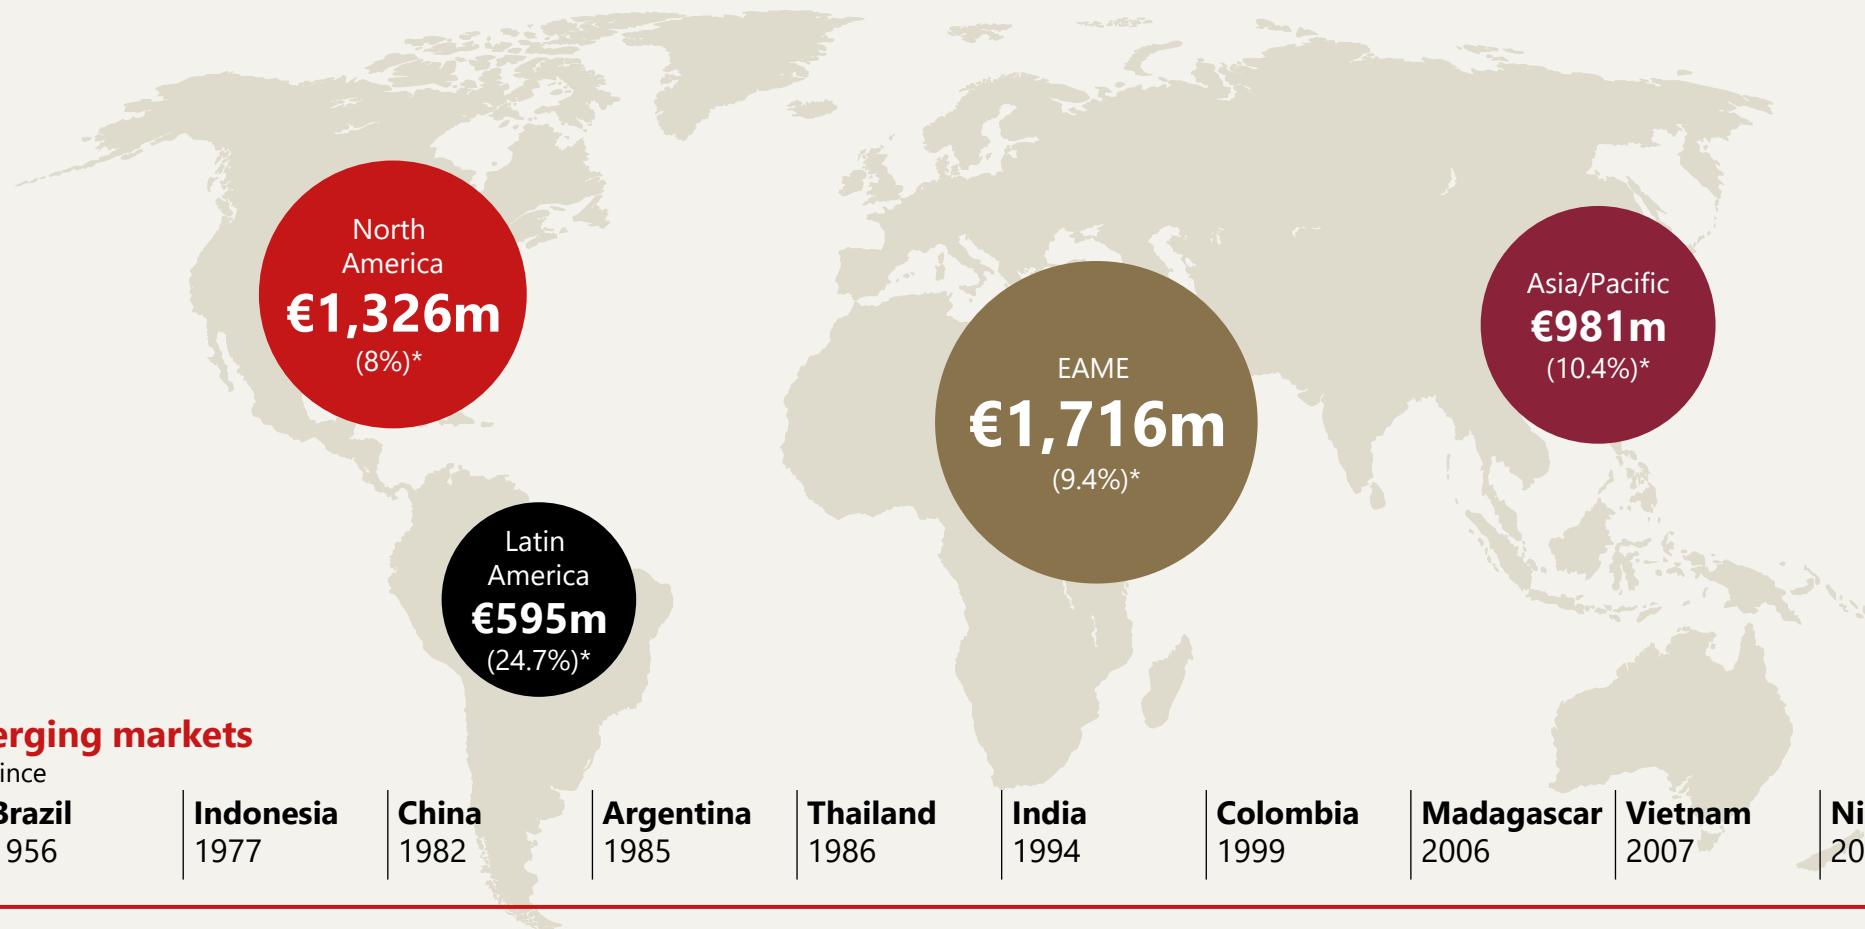 North
America
€1,326m
(8%)*
Asia/Pacific
€981m
(10.4%)*
EAME
€1,716m
(9.4%)*
Latin
America
€595m
(24.7%)*
erging markets
ince
Brazil
956
Indonesia
1977
China
1982
Argentina
1985
Thailand
1986
India
1994
Colombia
1999
Madagascar
2006
Vietnam
2007
Ni
20